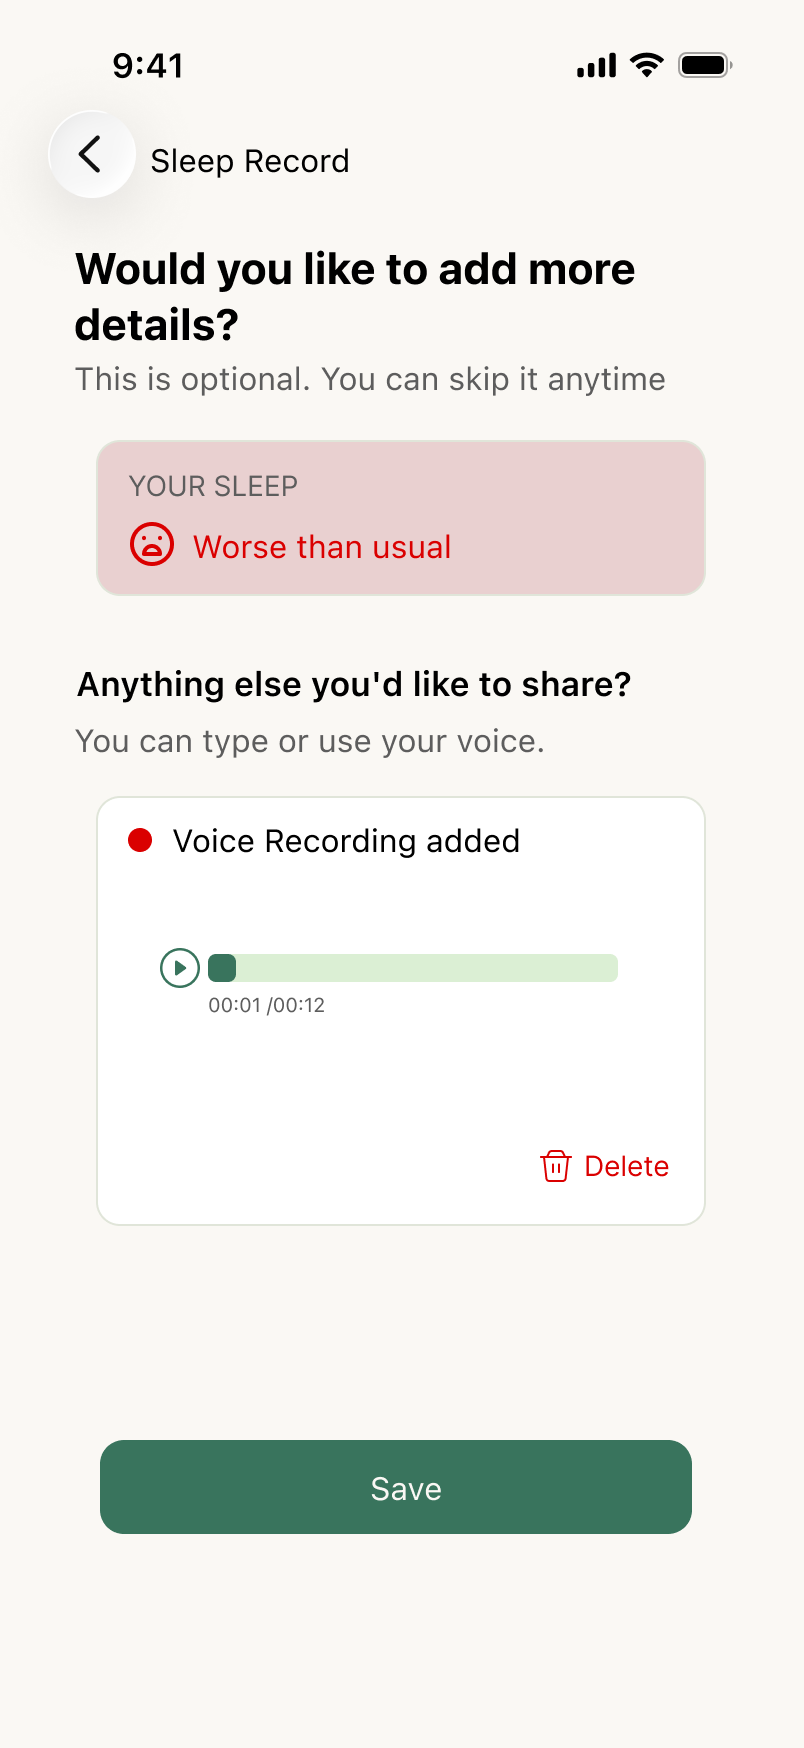 9:41
Sleep Record
Would you like to add more
details?
This is optional. You can skip it anytime
YOUR SLEEP
Worse than usual
Anything else you'd like to share?
You can type or use your voice.
Voice Recording added
00:01 /00:12
Delete
Save